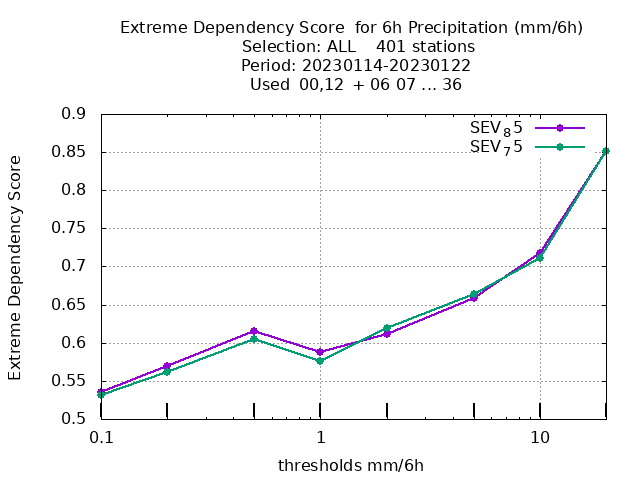 Extreme Dependency Score  for 6h Precipitation (mm/6h)
Selection: ALL    401 stations
Period: 20230114-20230122
Used  00,12  + 06 07 ... 36
SEV₈5
SEV₇5
0.9
0.85
0.8
0.75
0.7
0.65
0.6
0.55
0.5
Extreme Dependency Score
0.1
1
10
thresholds mm/6h